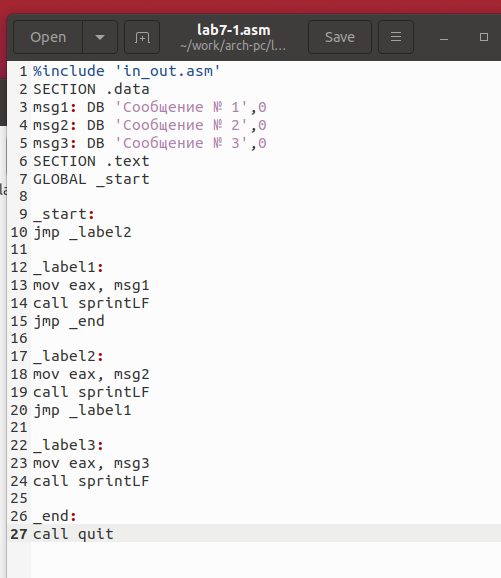 Open
lab7-1.asm
~/work/arch-pc/l...
Save
1 %include 'in_out.asm'
2 SECTION .data
3 msg1: DB 'Сообщение № 1',0
4 msg2: DB 'Сообщение № 2',0
5 msg3: DB 'Сообщение № 3',0
6 SECTION .text
7 GLOBAL _start
8
9 _start:
10 jmp _label2
11
12 _label1:
13 mov eax, msg1
14 call sprintLF
15 jmp _end
16
17 _label2:
18 mov eax, msg2
19 call sprintLF
20 jmp _label1
21
22 _label3:
23 mov eax, msg3
24 call sprintLF
25
26 _end:
27 call quit